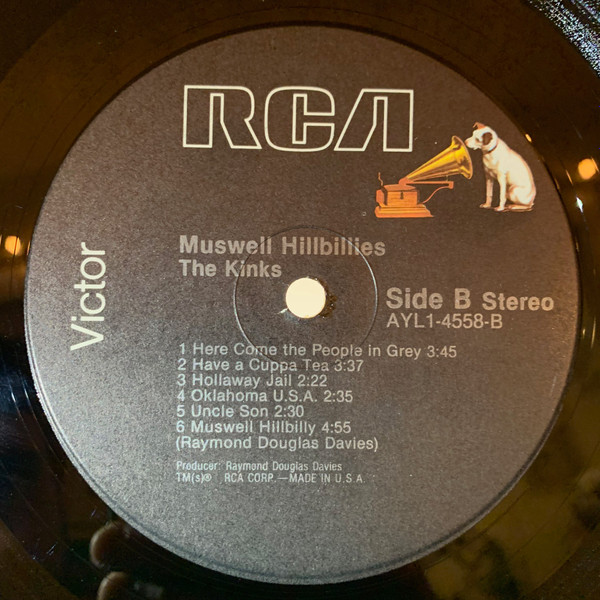 RCA
Victor
Muswell Hillbillies
The Kinks
Side B Stereo
AYL1-4558-B
1 Here Come the People in Grey 3:45
2 Have a Cuppa Tea 3:37
3 Hollaway Jail 2:22
4 Oklahoma U.S.A. 2:35
5 Uncle Son 2:30
6 Muswell Hillbilly 4:55
(Raymond Douglas Davies)
Producer: Raymond Douglas Davies
TM(s)® RCA CORP.—MADE IN U.S.A.